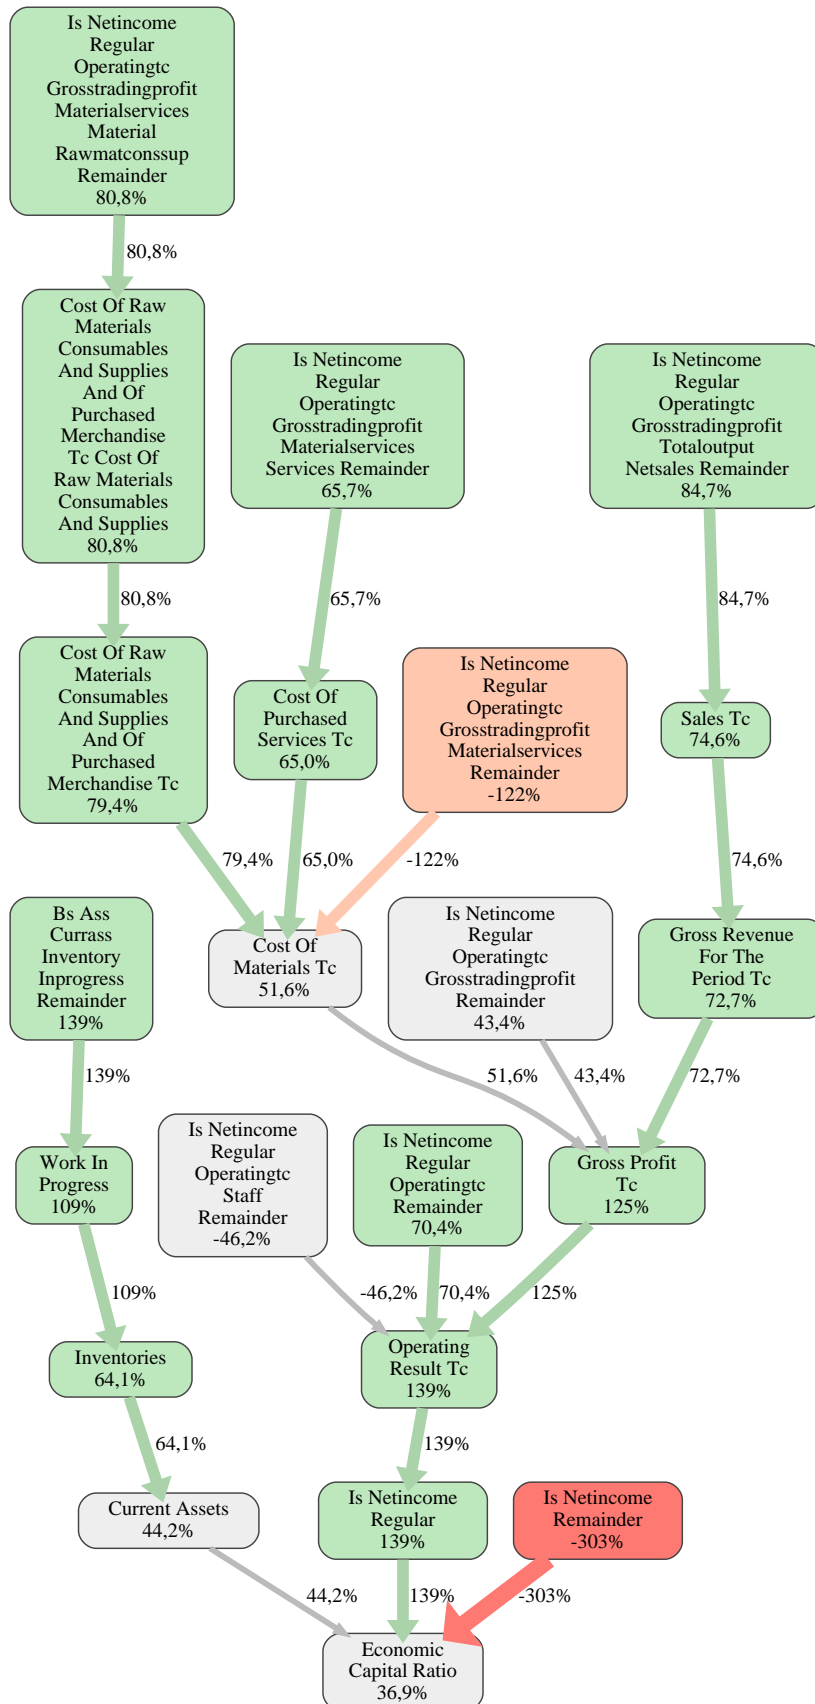 Is Netincome
Regular
Operatingtc
Grosstradingprofit
Materialservices
Material
Rawmatconssup
Remainder
80,8%
80,8%
Cost Of Raw
Materials
Consumables
And Supplies
And Of
Purchased
Merchandise
Tc Cost Of
Raw Materials
Consumables
And Supplies
80,8%
Is Netincome
Regular
Operatingtc
Grosstradingprofit
Materialservices
Services Remainder
65,7%
Is Netincome
Regular
Operatingtc
Grosstradingprofit
Totaloutput
Netsales Remainder
84,7%
80,8%
65,7%
84,7%
Cost Of Raw
Materials
Consumables
And Supplies
And Of
Purchased
Merchandise Tc
79,4%
Cost Of
Purchased
Services Tc
65,0%
Is Netincome
Regular
Operatingtc
Grosstradingprofit
Materialservices
Remainder
-122%
Sales Tc
74,6%
79,4%
65,0%
-122%
74,6%
Bs Ass
Currass
Inventory
Inprogress
Remainder
139%
Cost Of
Materials Tc
51,6%
Is Netincome
Regular
Operatingtc
Grosstradingprofit
Remainder
43,4%
Gross Revenue
For The
Period Tc
72,7%
139%
51,6%
43,4%
72,7%
Work In
Progress
109%
Is Netincome
Regular
Operatingtc
Staff
Remainder
-46,2%
Is Netincome
Regular
Operatingtc
Remainder
70,4%
Gross Profit
Tc
125%
109%
-46,2%
70,4%
125%
Inventories
64,1%
Operating
Result Tc
139%
64,1%
139%
Current Assets
44,2%
Is Netincome
Regular
139%
Is Netincome
Remainder
-303%
44,2%
139%
-303%
Economic
Capital Ratio
36,9%